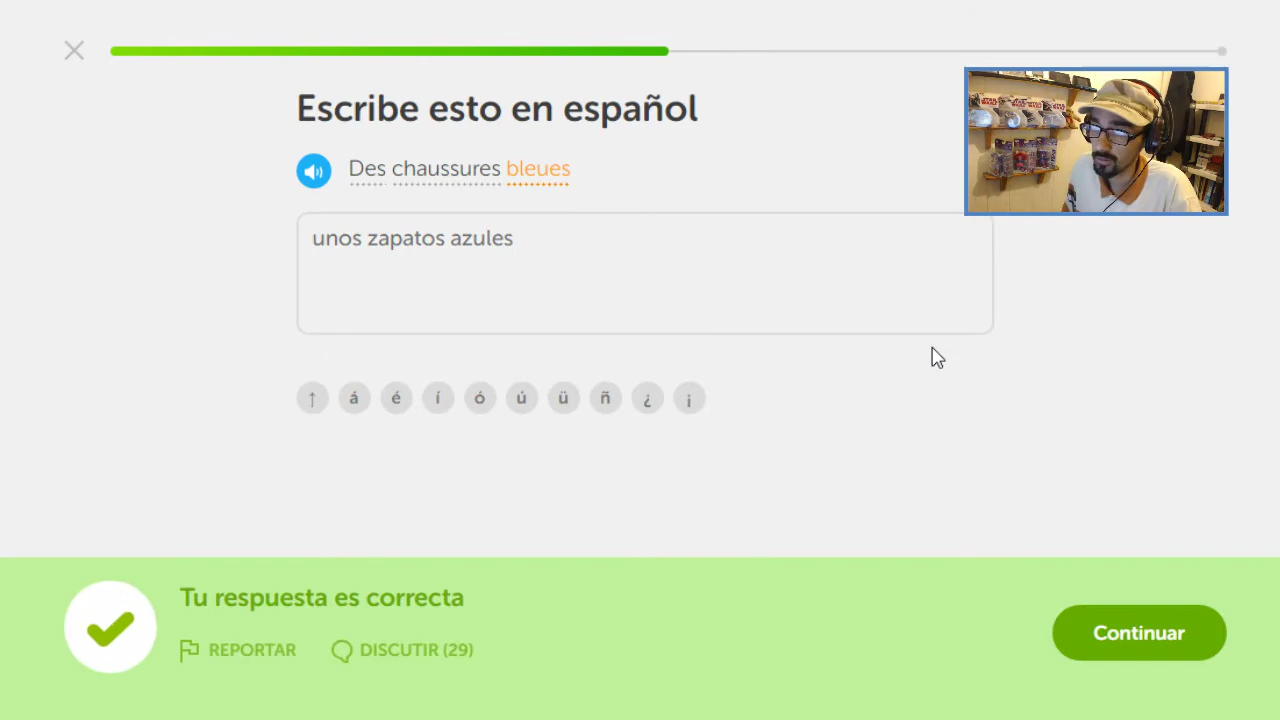 Escribe esto en español
Des chaussures bleues
unos zapatos azules
↑ á é í ó ú ü ñ ¿ ¡
Tu respuesta es correcta
REPORTAR DISCUTIR (29)
Continuar